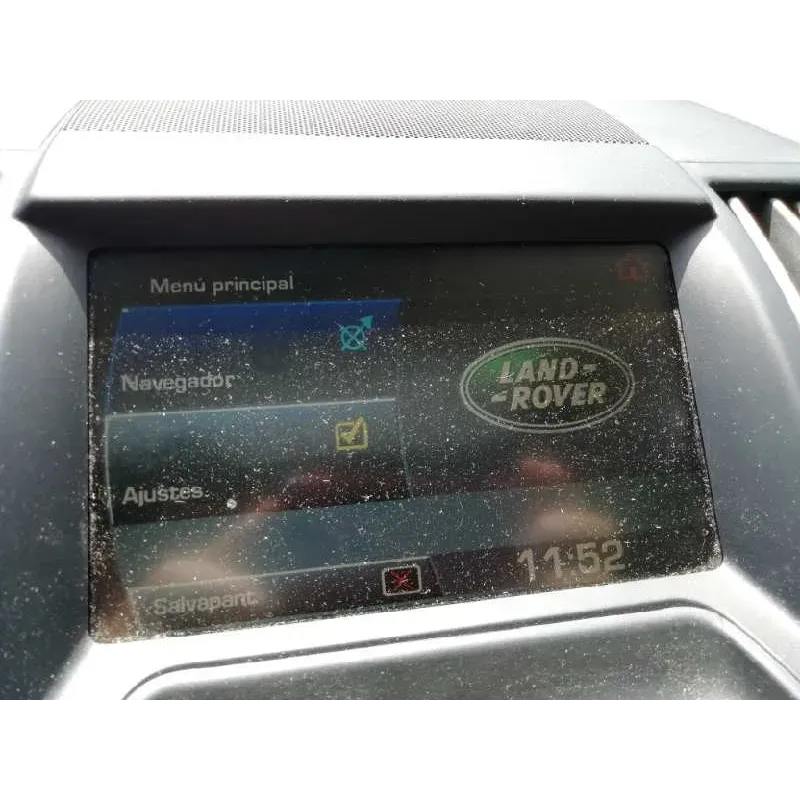 Menú principal
Navegador
LAND-
-ROVER
Ajustes
11:52
Salvapant.